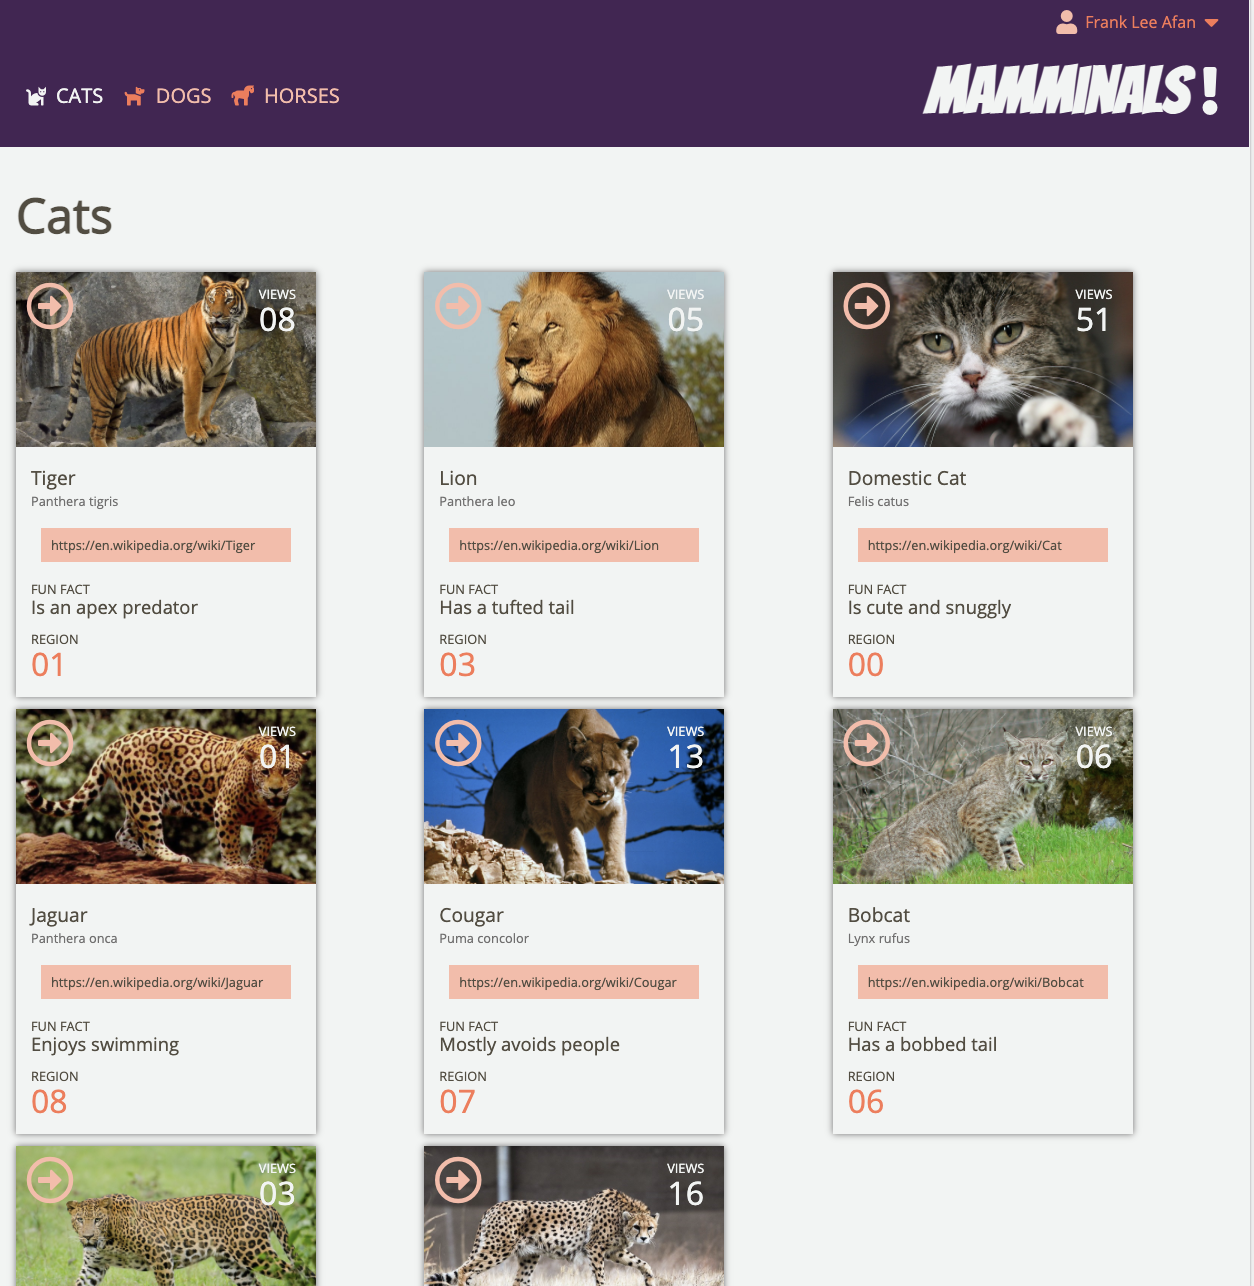 Frank Lee Afan
CATS DOGS HORSES
MAMMINALS!
Cats
VIEWS
08
Tiger
Panthera tigris
https://en.wikipedia.org/wiki/Tiger
FUN FACT
Is an apex predator
REGION
01
VIEWS
05
Lion
Panthera leo
https://en.wikipedia.org/wiki/Lion
FUN FACT
Has a tufted tail
REGION
03
VIEWS
51
Domestic Cat
Felis catus
https://en.wikipedia.org/wiki/Cat
FUN FACT
Is cute and snuggly
REGION
00
VIEWS
01
Jaguar
Panthera onca
https://en.wikipedia.org/wiki/Jaguar
FUN FACT
Enjoys swimming
REGION
08
VIEWS
13
Cougar
Puma concolor
https://en.wikipedia.org/wiki/Cougar
FUN FACT
Mostly avoids people
REGION
07
VIEWS
06
Bobcat
Lynx rufus
https://en.wikipedia.org/wiki/Bobcat
FUN FACT
Has a bobbed tail
REGION
06
VIEWS
03
VIEWS
16